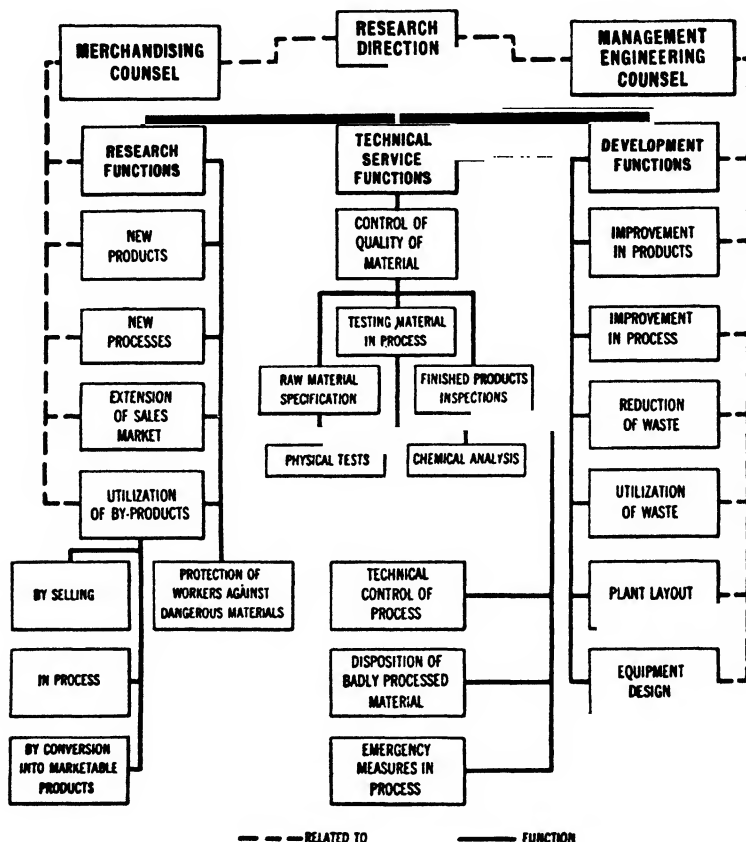 MERCHANDISING
COUNSEL
RESEARCH
DIRECTION
MANAGEMENT
ENGINEERING
COUNSEL
RESEARCH
FUNCTIONS
TECHNICAL
SERVICE
FUNCTIONS
DEVELOPMENT
FUNCTIONS
NEW
PRODUCTS
CONTROL OF
QUALITY OF
MATERIAL
IMPROVEMENT
IN PRODUCTS
NEW
PROCESSES
TESTING MATERIAL
IN PROCESS
IMPROVEMENT
IN PROCESS
RAW MATERIAL
SPECIFICATION
FINISHED PRODUCTS
INSPECTIONS
EXTENSION
OF SALES
MARKET
REDUCTION
OF WASTE
PHYSICAL TESTS
CHEMICAL ANALYSIS
UTILIZATION
OF BY-PRODUCTS
UTILIZATION
OF WASTE
BY SELLING
PROTECTION OF
WORKERS AGAINST
DANGEROUS MATERIALS
TECHNICAL
CONTROL OF
PROCESS
PLANT LAYOUT
IN PROCESS
DISPOSITION OF
BADLY PROCESSED
MATERIAL
EQUIPMENT
DESIGN
BY CONVERSION
INTO MARKETABLE
PRODUCTS
EMERGENCY
MEASURES IN
PROCESS
RELATED TO
FUNCTION